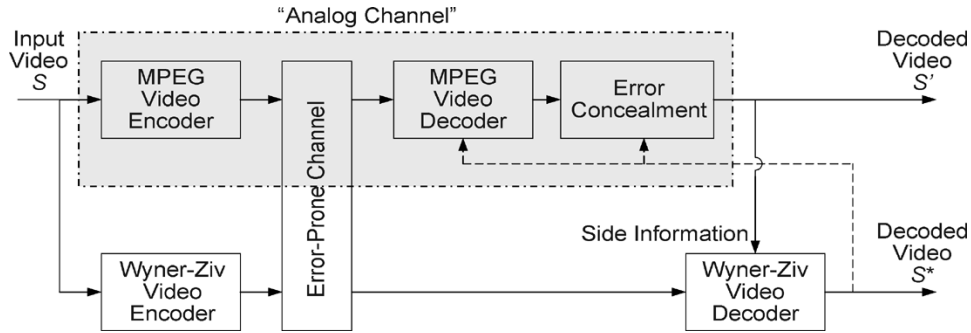 “Analog Channel”
Input
Video
S
MPEG
Video
Encoder
Error-Prone Channel
MPEG
Video
Decoder
Error
Concealment
Decoded
Video
S’
Side Information
Wyner-Ziv
Video
Encoder
Wyner-Ziv
Video
Decoder
Decoded
Video
S*